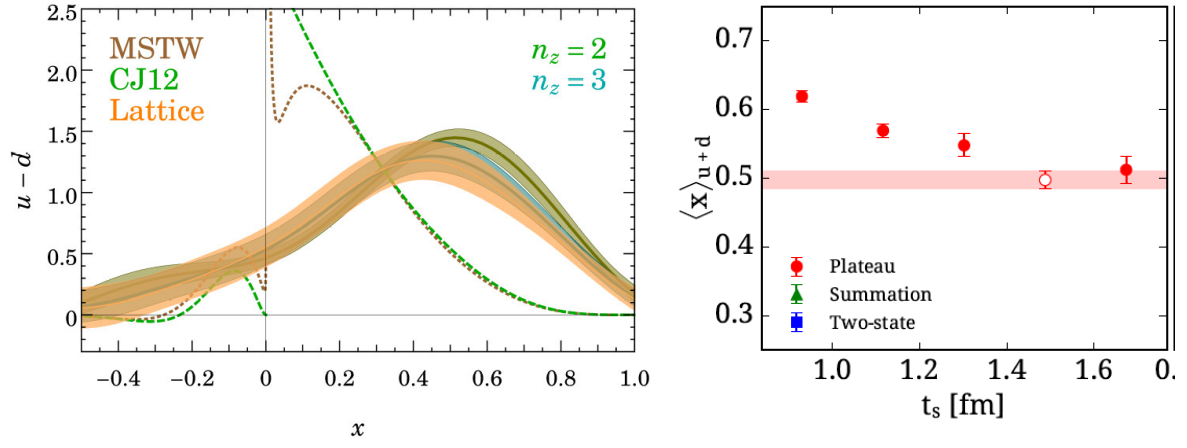 2.5
2.0
1.5
1.0
0.5
0
u − d
MSTW
CJ12
Lattice
n_z = 2
n_z = 3
−0.4 −0.2 0 0.2 0.4 0.6 0.8 1.0
x
0.7
0.6
0.5
0.4
0.3
⟨x⟩u+d
Plateau
Summation
Two-state
1.0 1.2 1.4 1.6 0.
t_s [fm]